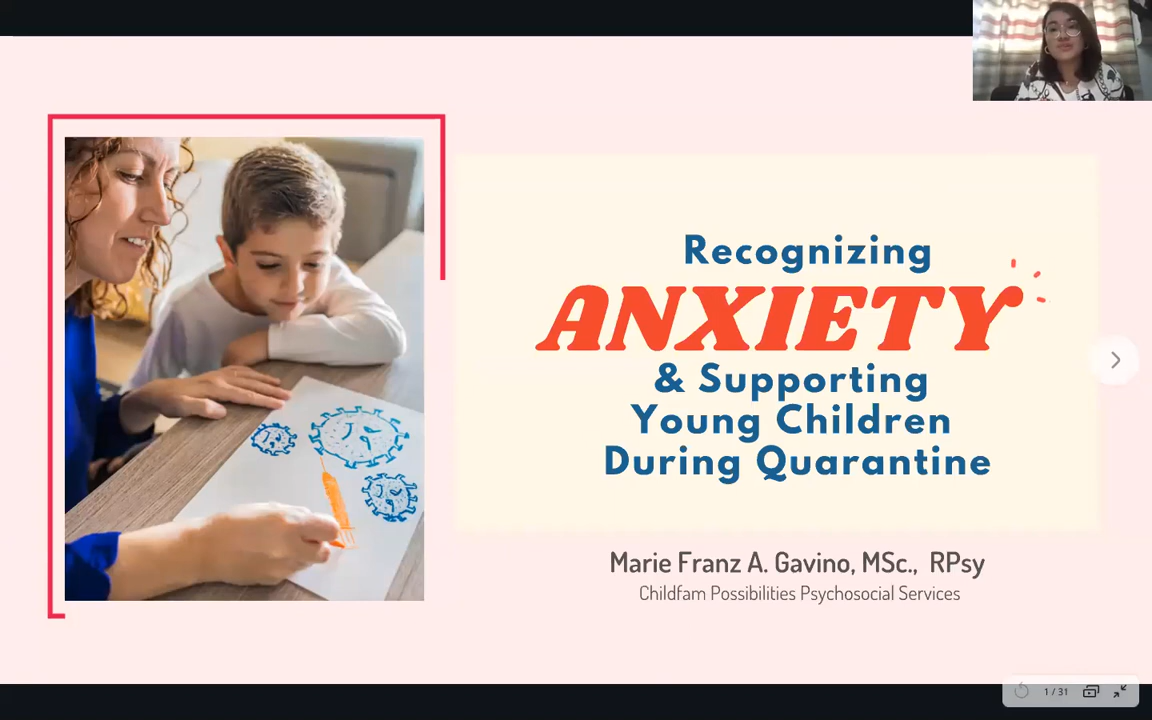 Recognizing
ANXIETY
& Supporting
Young Children
During Quarantine
Marie Franz A. Gavino, MSc., RPsy
Childfam Possibilities Psychosocial Services
1 / 31